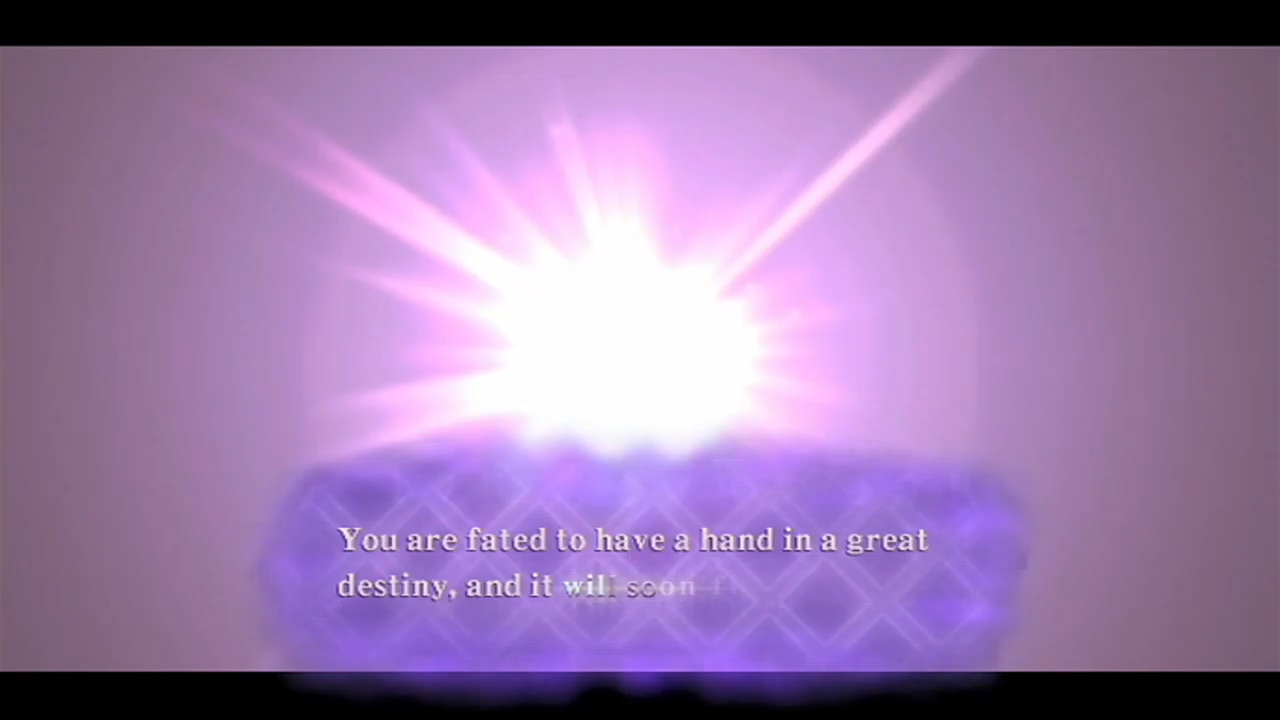 You are fated to have a hand in a great
destiny, and it will soon